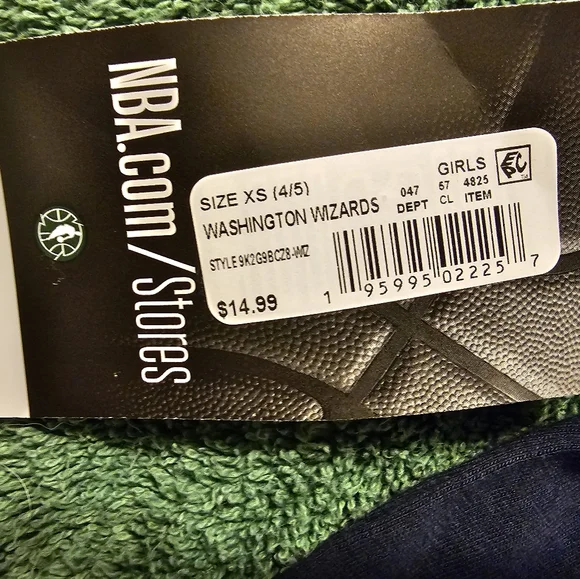 NBA.com/Stores
SIZE XS (4/5)
GIRLS
WASHINGTON WIZARDS
047 57 4825
DEPT CL ITEM
STYLE 9K2G9BCZ8-WZ
$14.99
1 95995 02225 7